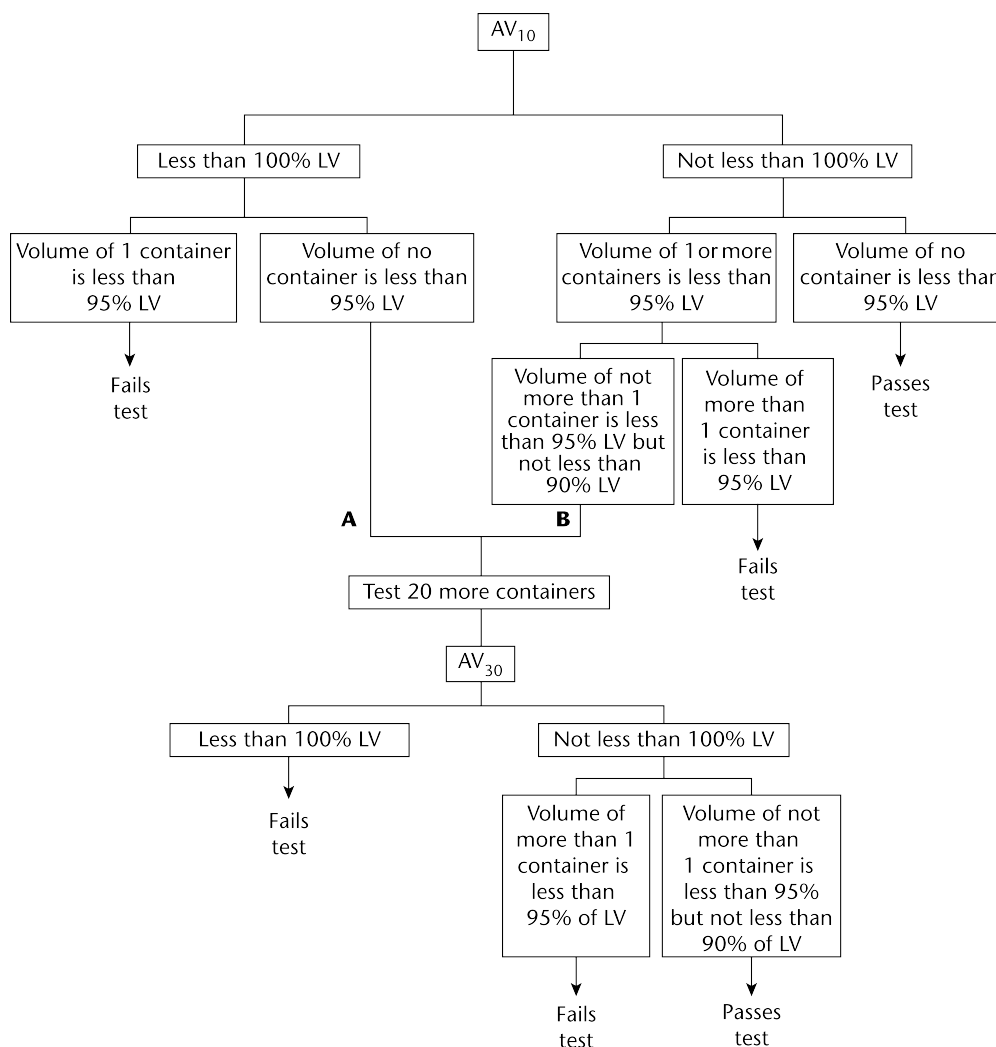 AV10
Less than 100% LV
Not less than 100% LV
Volume of 1 container
is less than
95% LV
Volume of no
container is less than
95% LV
Volume of 1 or more
containers is less than
95% LV
Volume of no
container is less than
95% LV
Fails
test
Volume of not
more than 1
container is less
than 95% LV but
not less than
90% LV
Volume of
more than
1 container
is less than
95% LV
Passes
test
A
B
Fails
test
Test 20 more containers
AV30
Less than 100% LV
Not less than 100% LV
Fails
test
Volume of
more than 1
container is
less than
95% of LV
Volume of not
more than
1 container is
less than 95%
but not less than
90% of LV
Fails
test
Passes
test